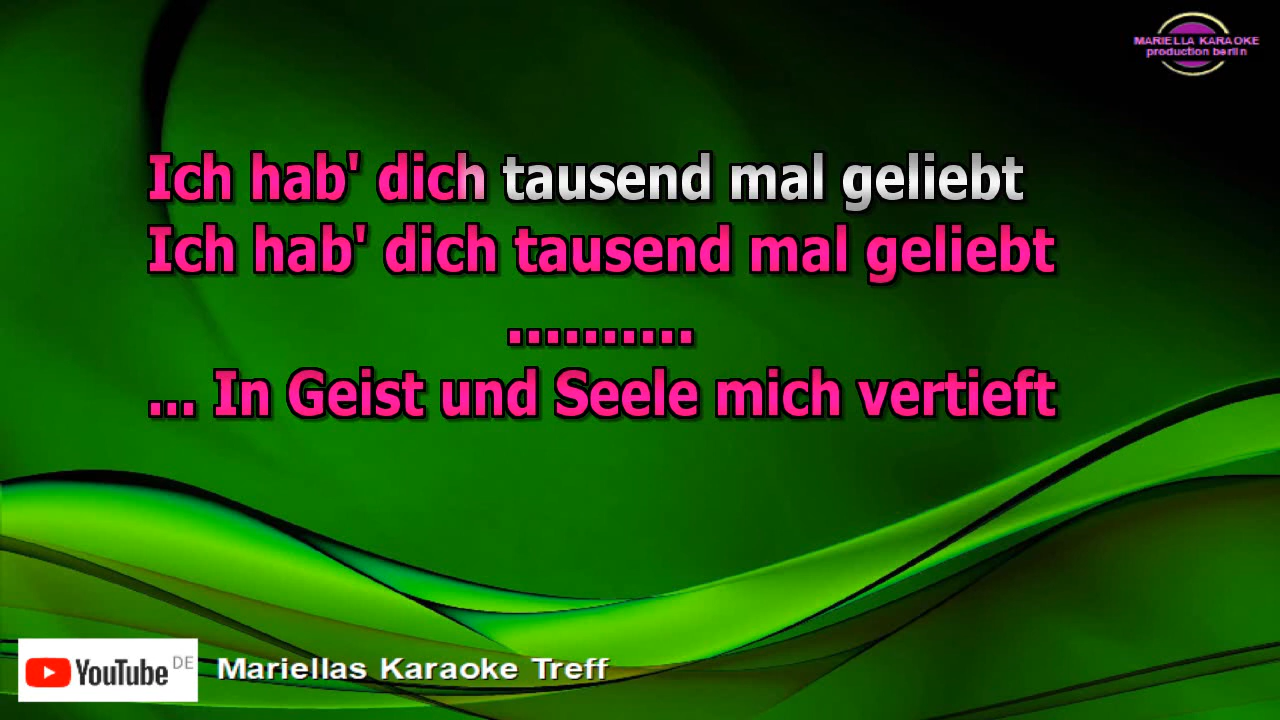 MARIELLA KARAOKE
production berlin
Ich hab' dich tausend mal geliebt
Ich hab' dich tausend mal geliebt
..........
... In Geist und Seele mich vertieft
YouTube DE
Mariellas Karaoke Treff